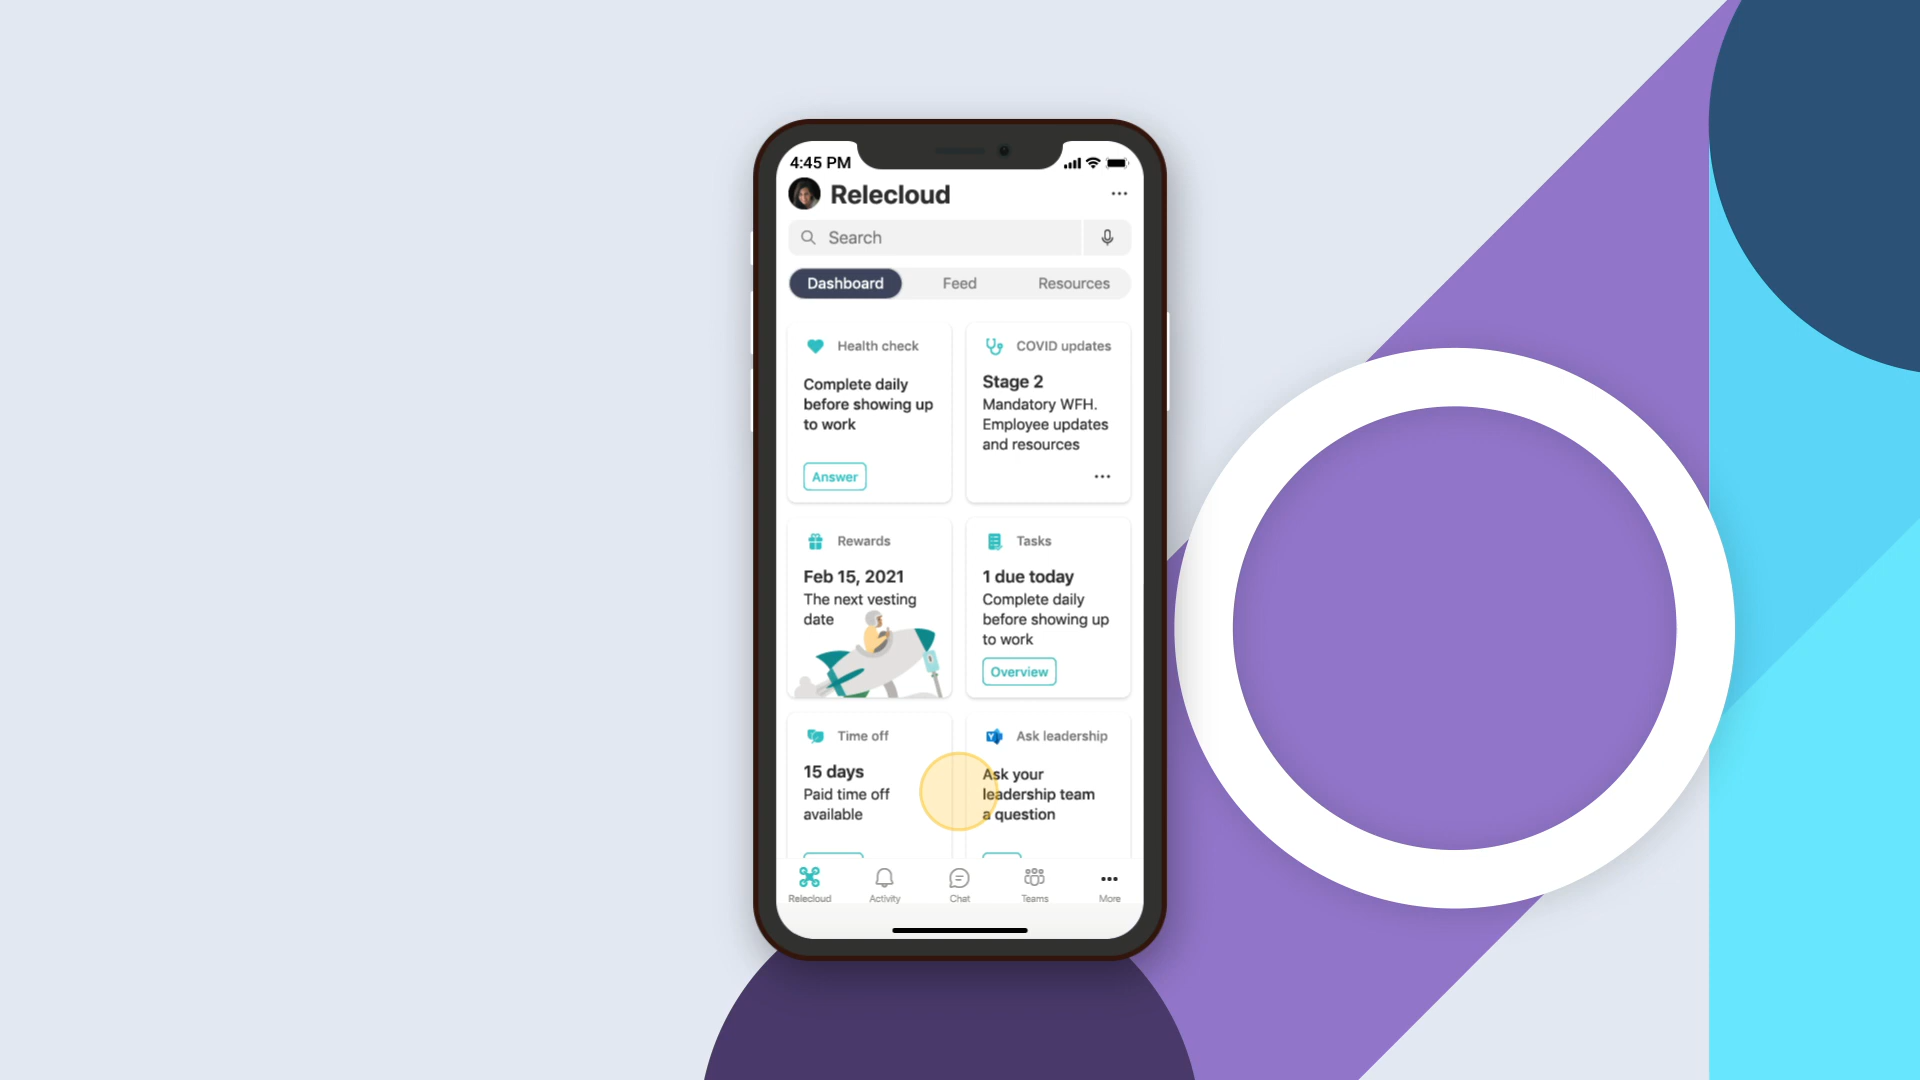 4:45 PM
Relecloud
Search
Dashboard
Feed
Resources
Health check
Complete daily
before showing up
to work
Answer
COVID updates
Stage 2
Mandatory WFH.
Employee updates
and resources
Rewards
Feb 15, 2021
The next vesting
date
Tasks
1 due today
Complete daily
before showing up
to work
Overview
Time off
15 days
Paid time off
available
Ask leadership
Ask your
leadership team
a question
Relecloud
Activity
Chat
Teams
More